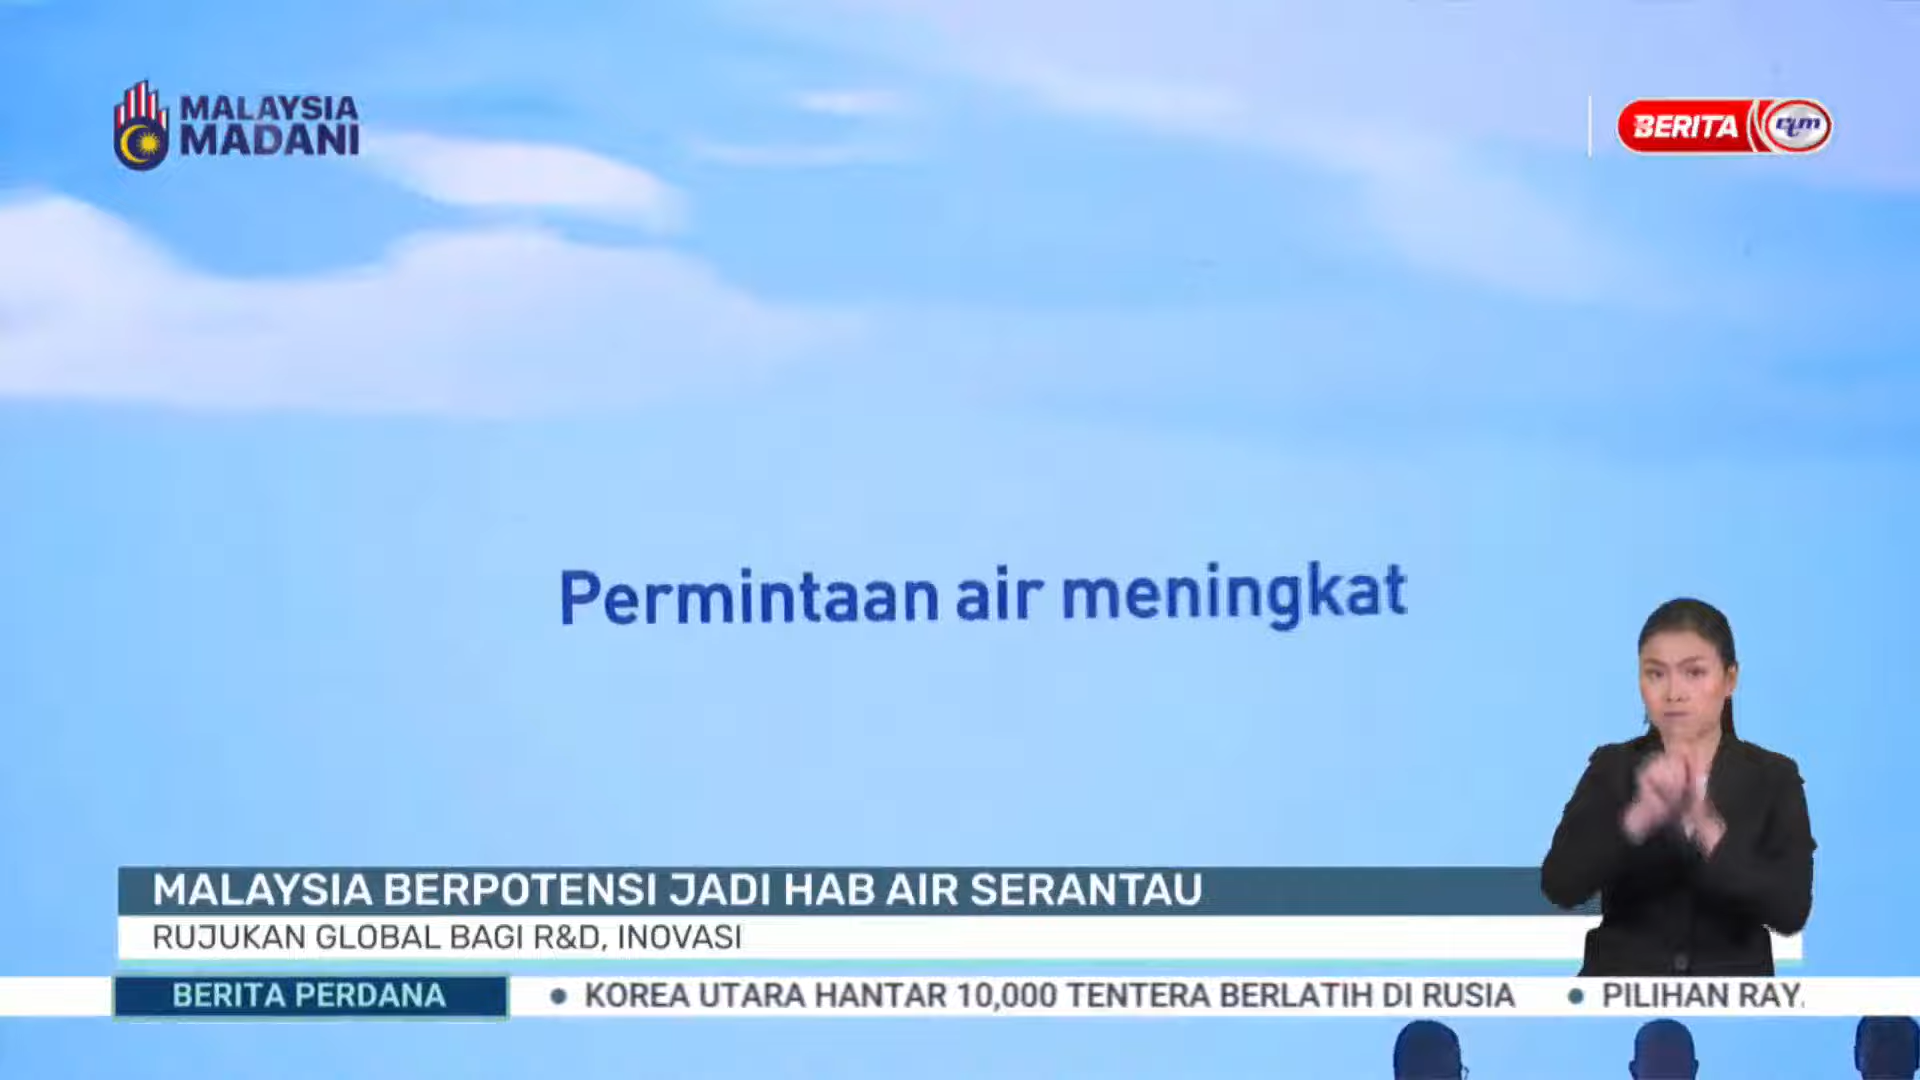 MALAYSIA
MADANI
BERITA rtm
Permintaan air meningkat
MALAYSIA BERPOTENSI JADI HAB AIR SERANTAU
RUJUKAN GLOBAL BAGI R&D, INOVASI
BERITA PERDANA
• KOREA UTARA HANTAR 10,000 TENTERA BERLATIH DI RUSIA • PILIHAN RAY